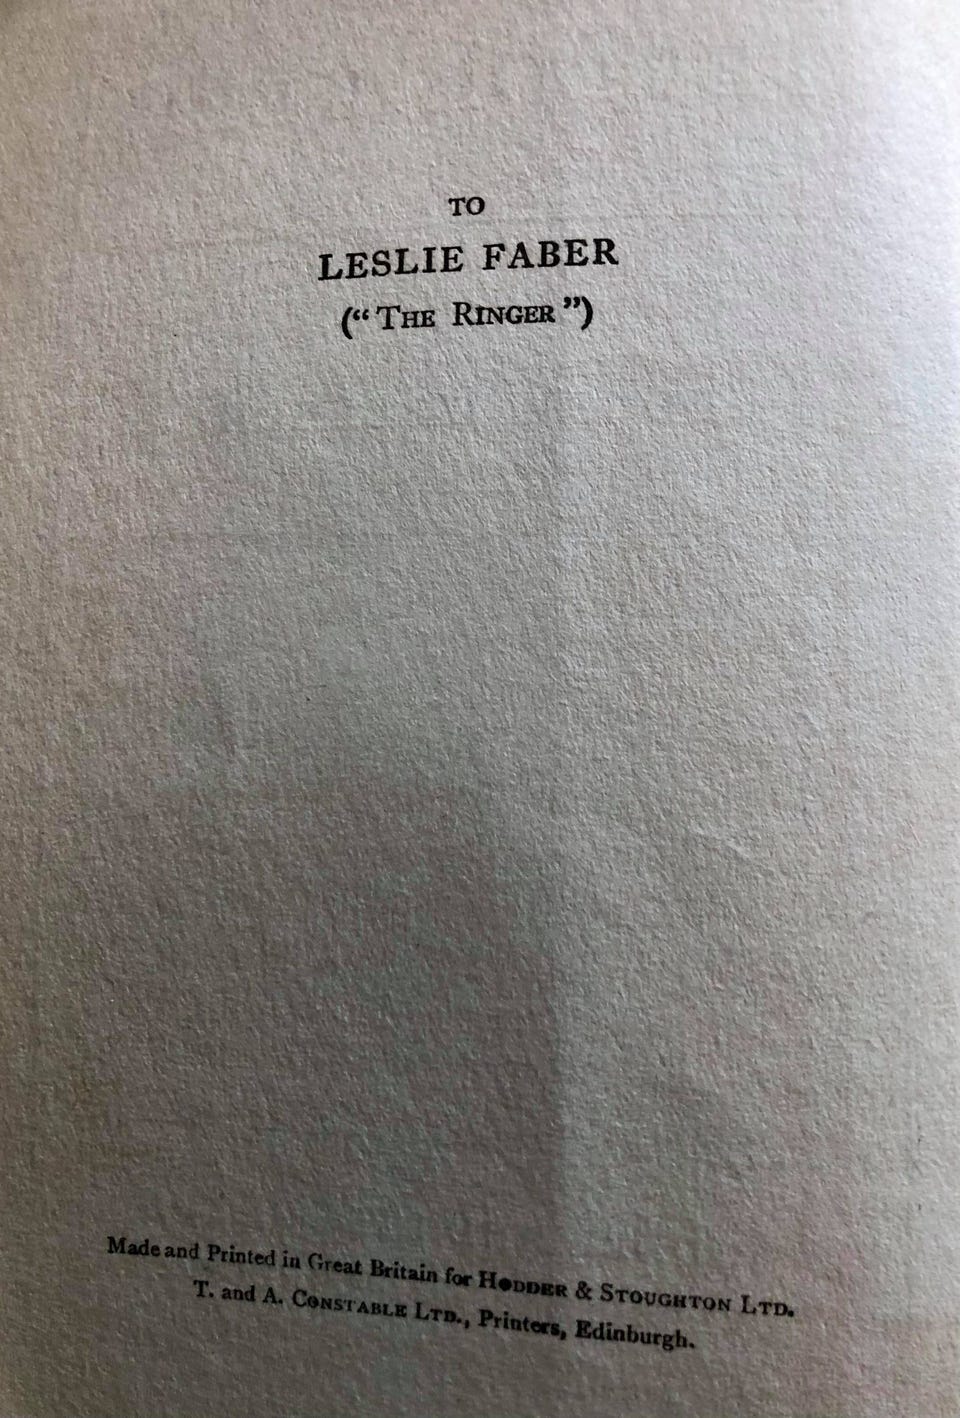 TO
LESLIE FABER
(“THE RINGER”)
Made and Printed in Great Britain for HODDER & STOUGHTON LTD.
T. and A. CONSTABLE LTD., Printers, Edinburgh.